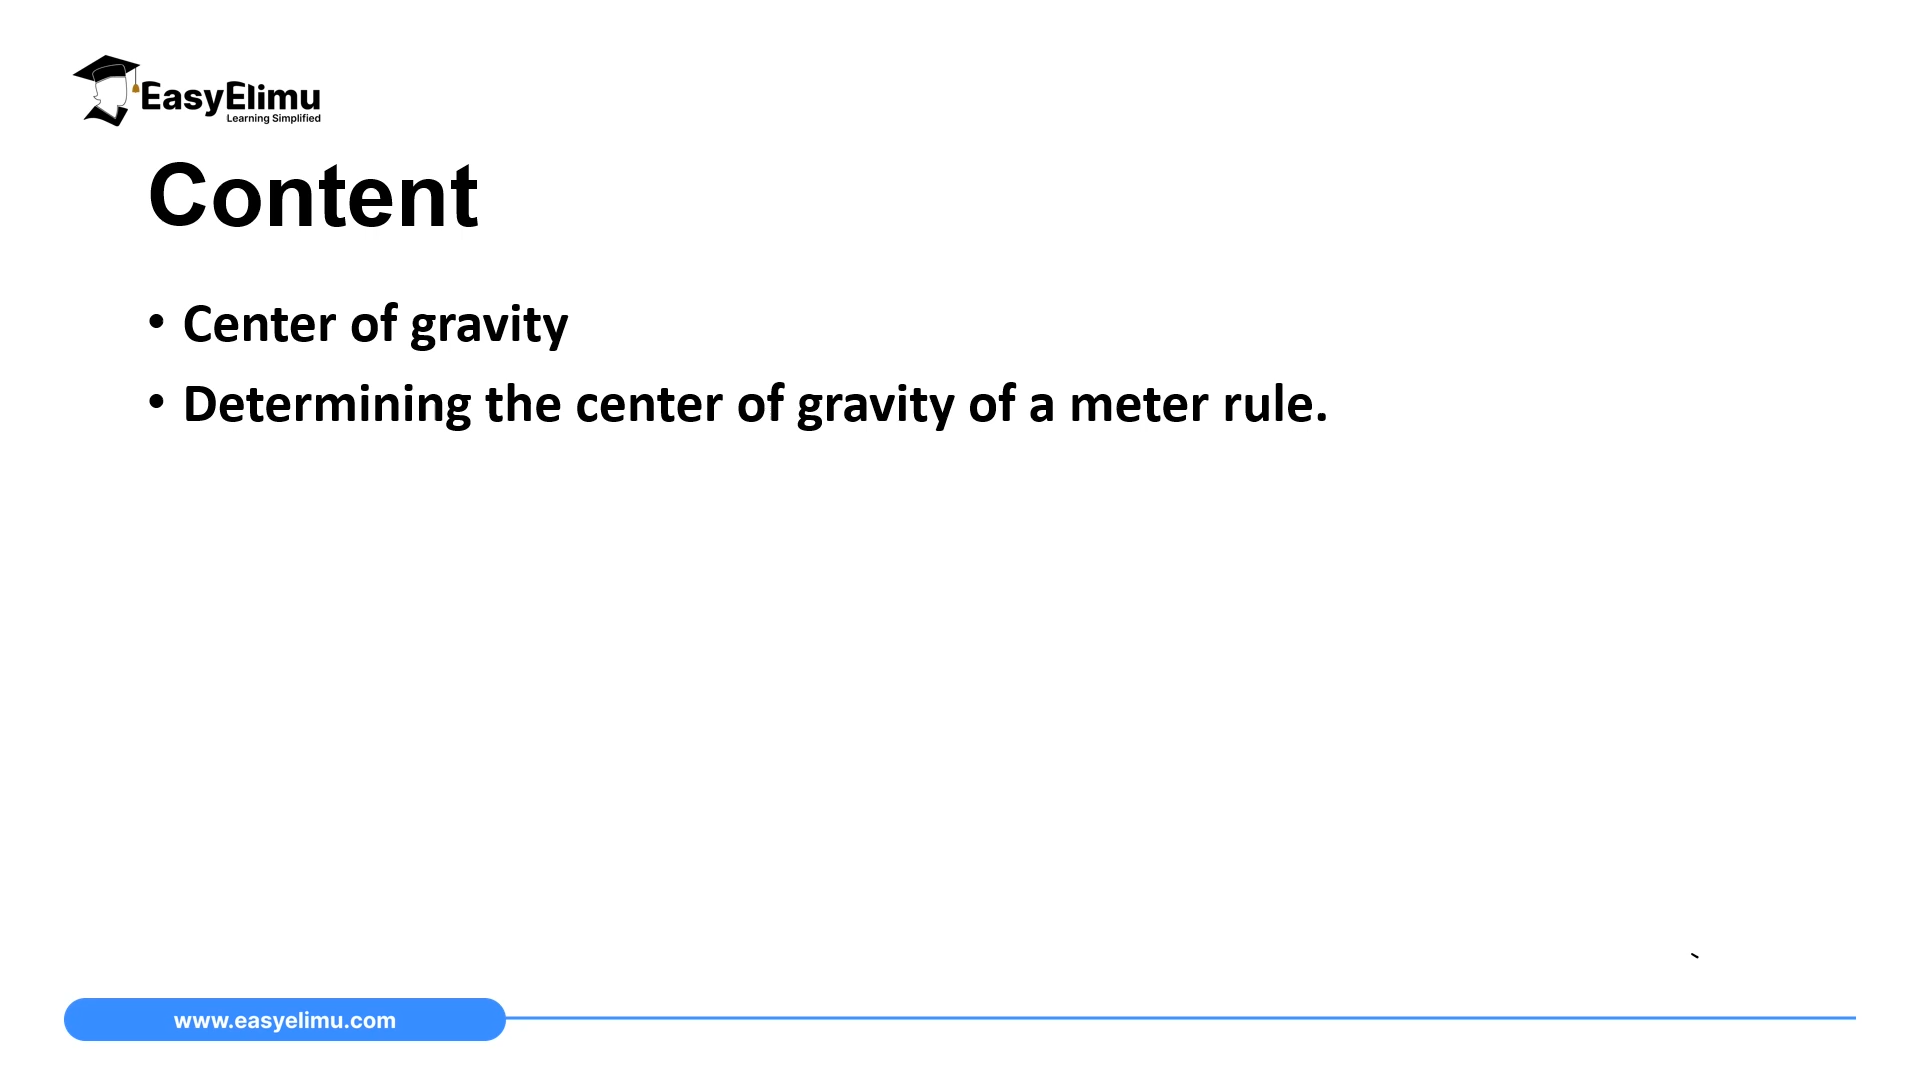 EasyElimu
Learning Simplified
Content
• Center of gravity
• Determining the center of gravity of a meter rule.
www.easyelimu.com